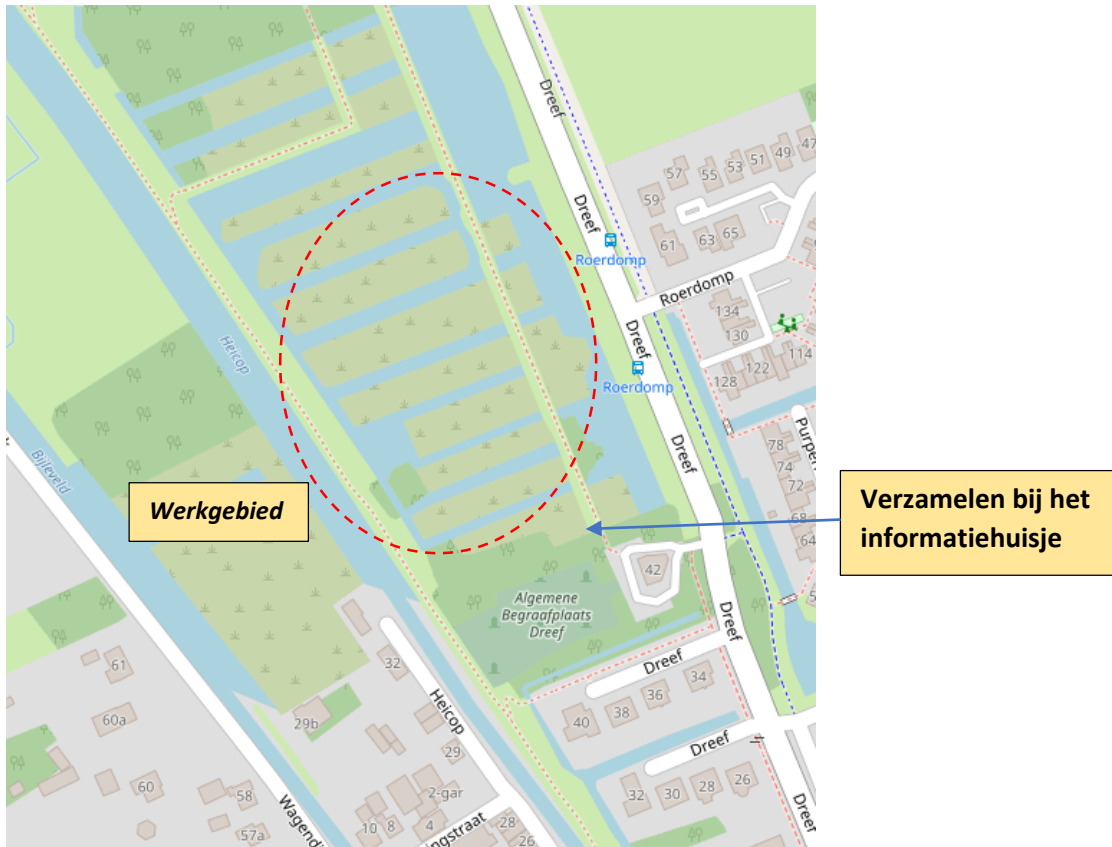 Dreef
47
49
51
53
55
57
59
Dreef
61
63
65
Roerdomp
Roerdomp
Heicop
134
130
Dreef
114
122
128
Roerdomp
Bijleveld
Werkgebied
Dreef
78
74
72
68
64
Verzamelen bij het
informatiehuisje
42
Algemene
Begraafplaats
Dreef
Dreef
Dreef
32
61
34
36
38
40
Heicop
60a
29b
29
Dreef
60
58
57a
2-gar
10
8
4
28
26
32
30
28
26
Dreef